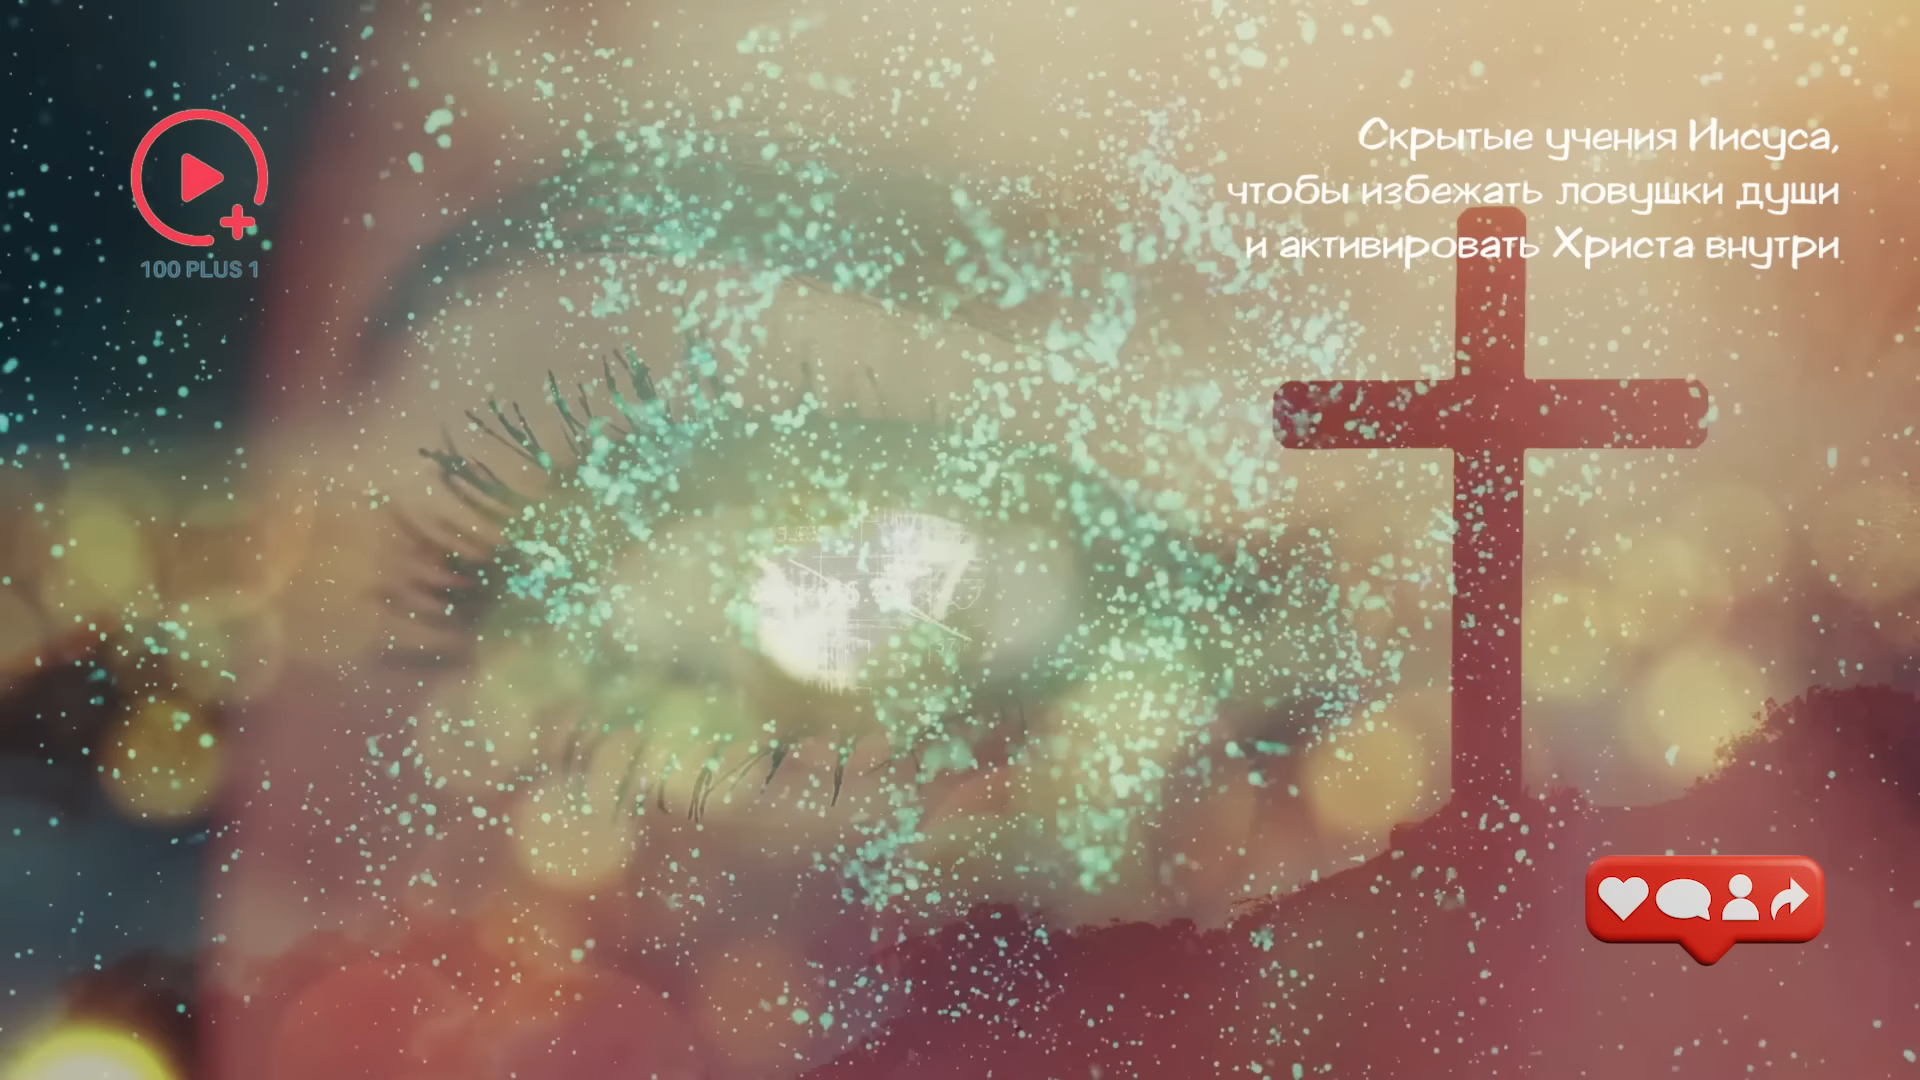 Скрытые учения Иисуса,
чтобы избежать ловушки души
и активировать Христа внутри
100 PLUS 1